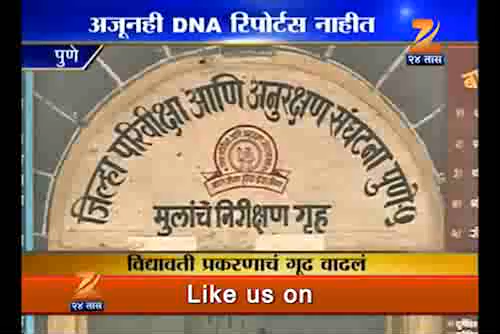 अजूनही DNA रिपोर्टस नाहीत
पुणे
२४ तास
जिल्हा परिवीक्षा आणि अनुरक्षण संघटना पुणे-५
मुलांचे निरीक्षण गृह
विद्यावती प्रकरणाचं गूढ वाढलं
२४ तास
Like us on